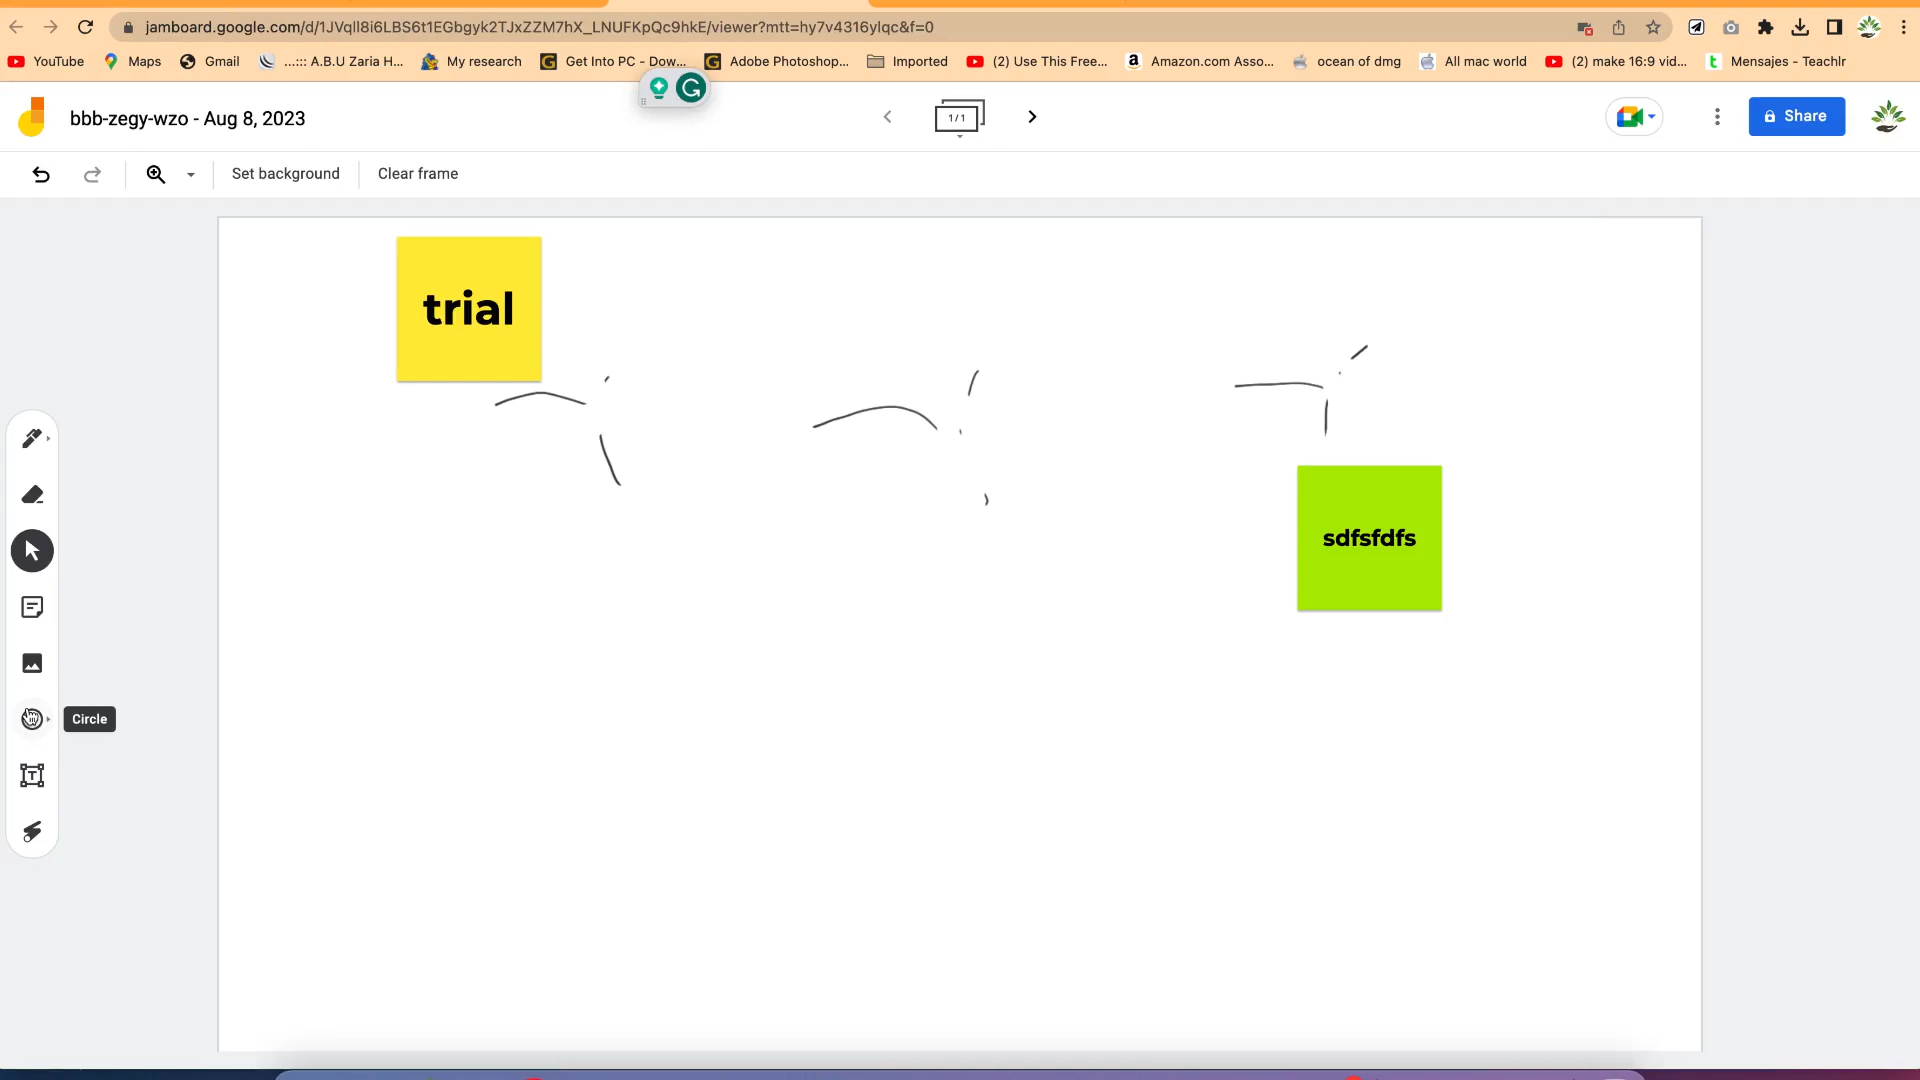 jamboard.google.com/d/1JVqll8i6LBS6t1EGbgyk2TJxZZM7hX_LNUFKpQc9hkE/viewer?mtt=hy7v4316ylqc&f=0
YouTube Maps Gmail ...::: A.B.U Zaria H... My research Get Into PC - Dow... Adobe Photoshop... Imported (2) Use This Free... Amazon.com Asso... ocean of dmg All mac world (2) make 16:9 vid... Mensajes - Teachlr
bbb-zegy-wzo - Aug 8, 2023
1/1
Share
Set background
Clear frame
trial
sdfsfdfs
Circle